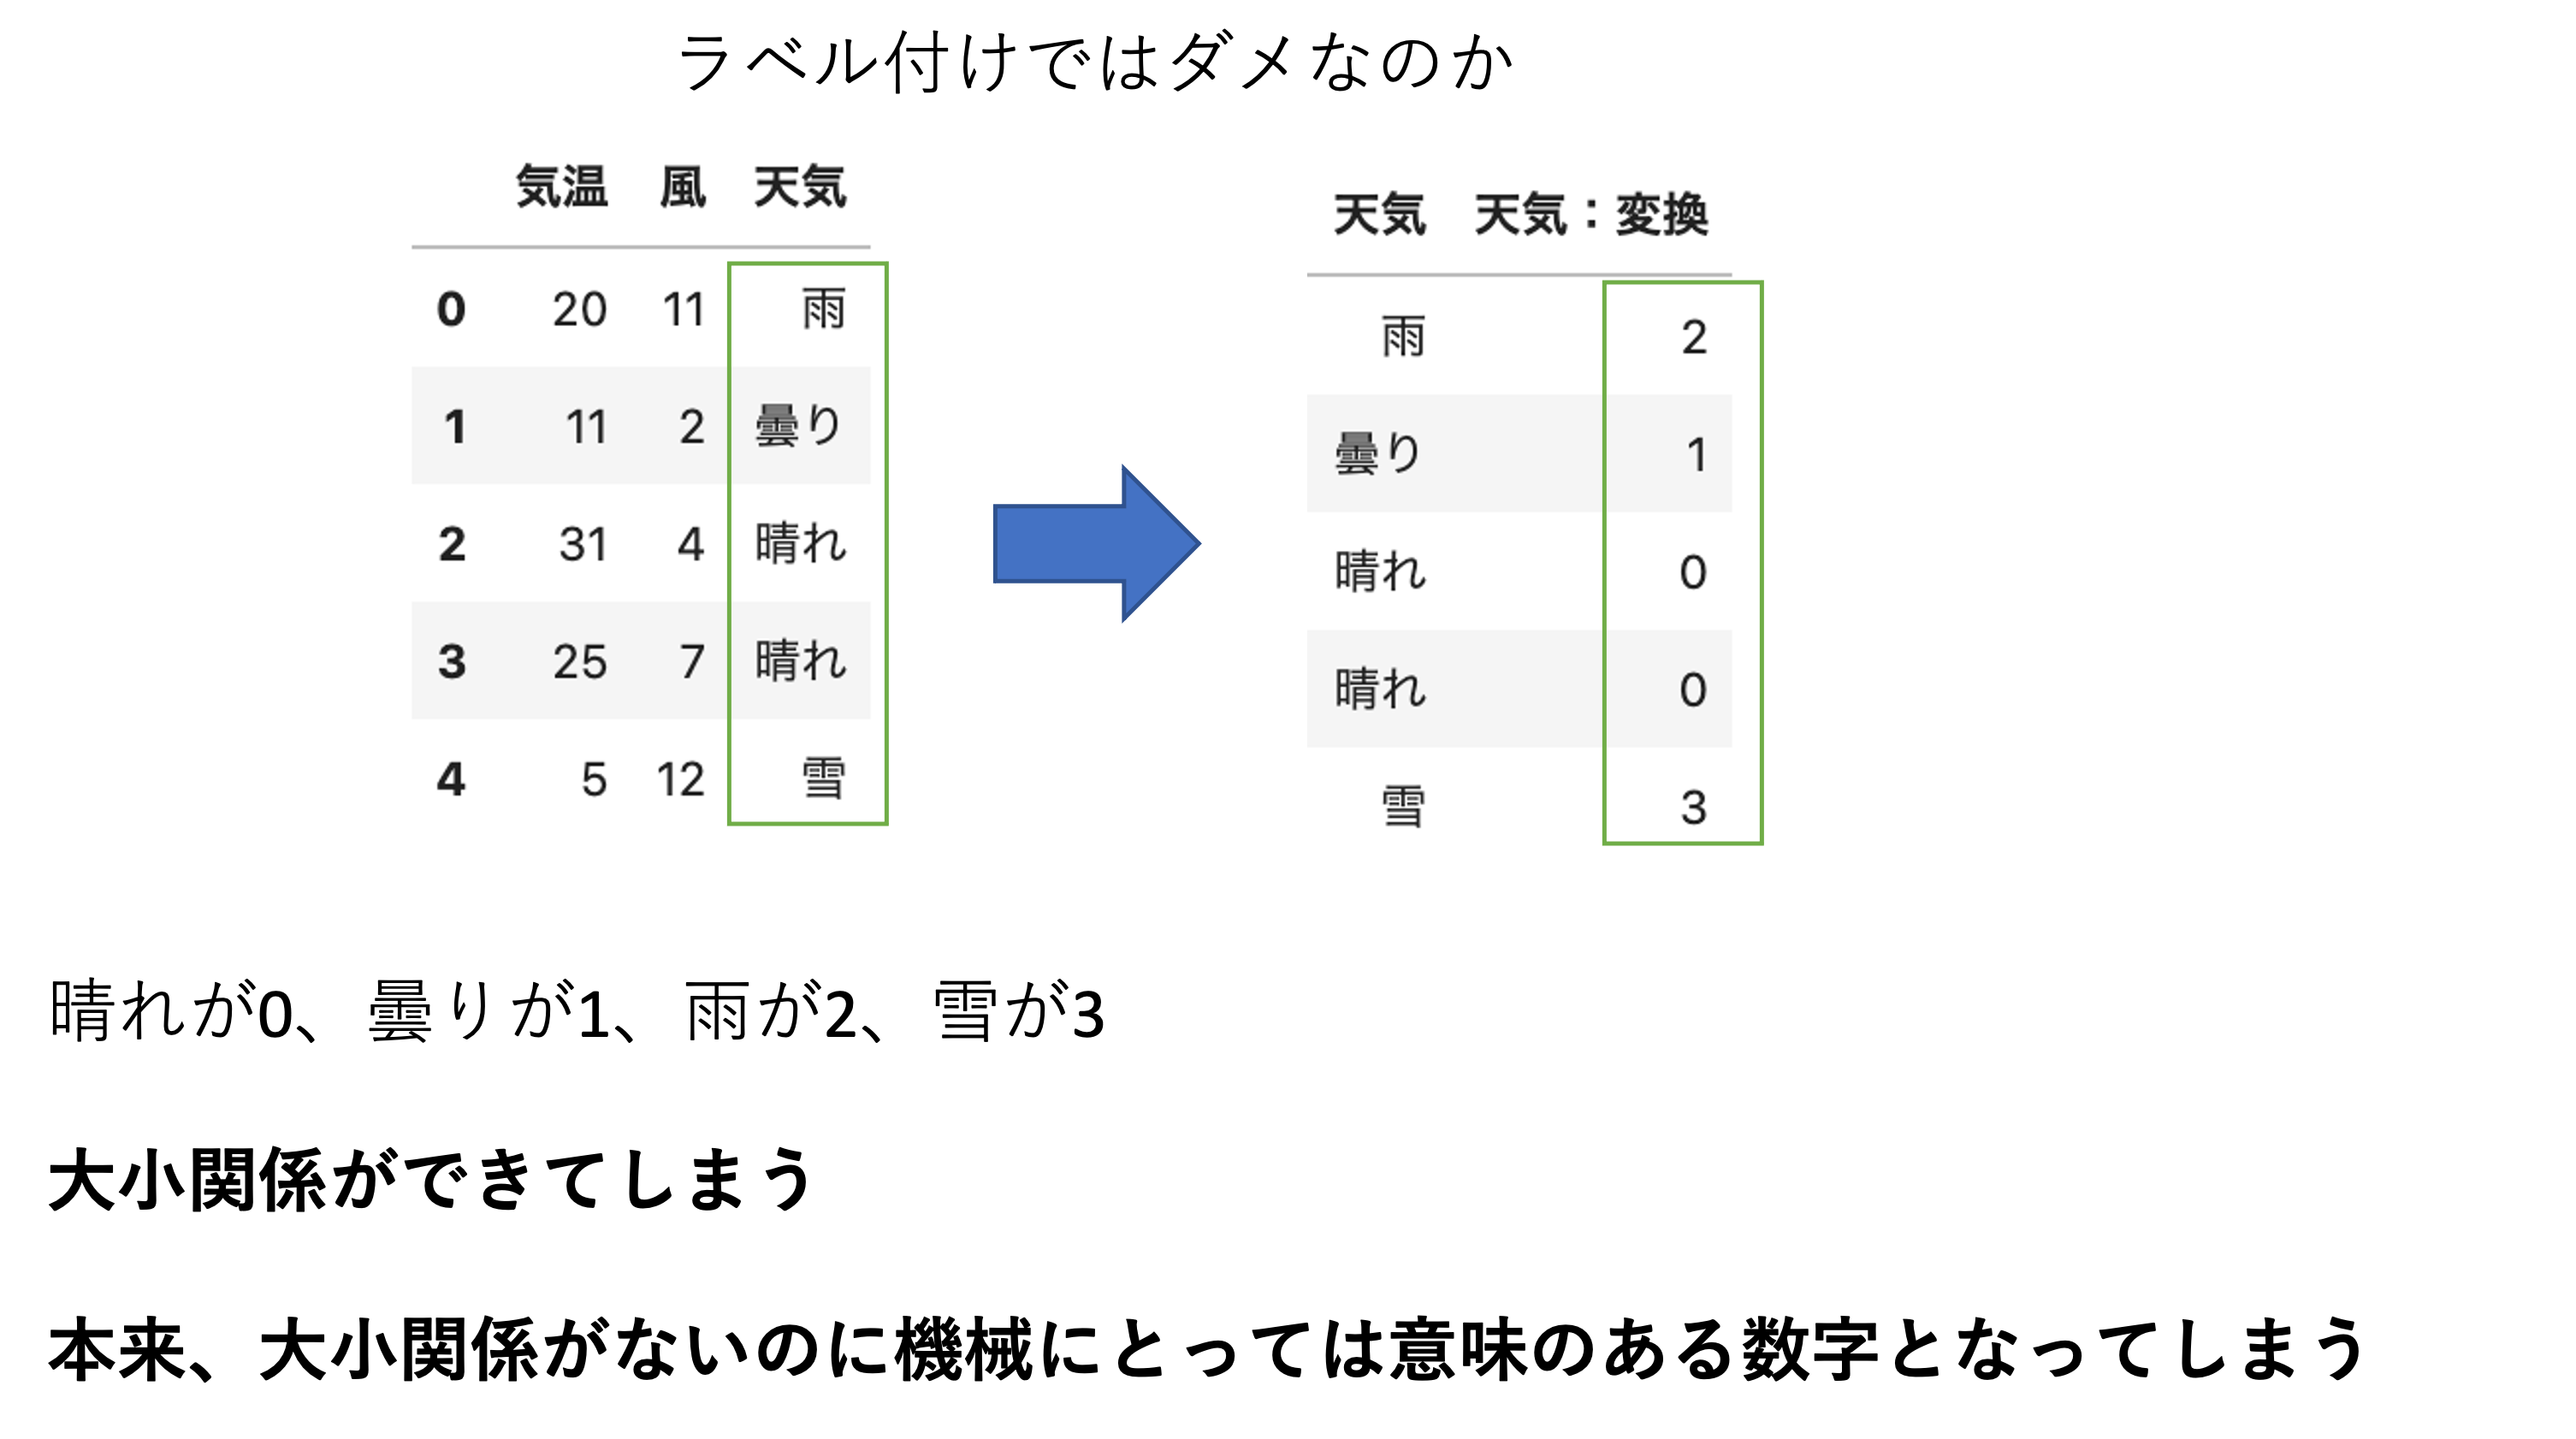 ラベル付けではダメなのか
気温 風 天気
0 20 11 雨
1 11 2 曇り
2 31 4 晴れ
3 25 7 晴れ
4 5 12 雪
天気 天気：変換
雨 2
曇り 1
晴れ 0
晴れ 0
雪 3
晴れが0、曇りが1、雨が2、雪が3
大小関係ができてしまう
本来、大小関係がないのに機械にとっては意味のある数字となってしまう